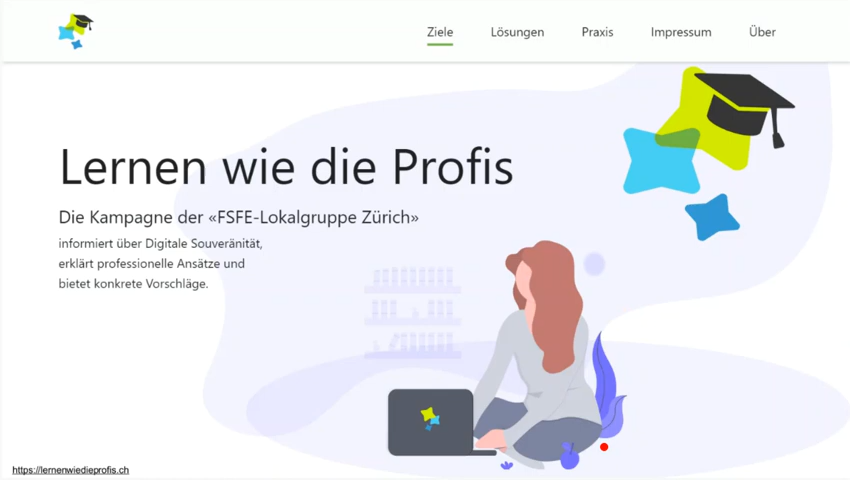 Ziele Lösungen Praxis Impressum Über
Lernen wie die Profis
Die Kampagne der «FSFE-Lokalgruppe Zürich»
informiert über Digitale Souveränität,
erklärt professionelle Ansätze und
bietet konkrete Vorschläge.
https://lernenwiedieprofis.ch